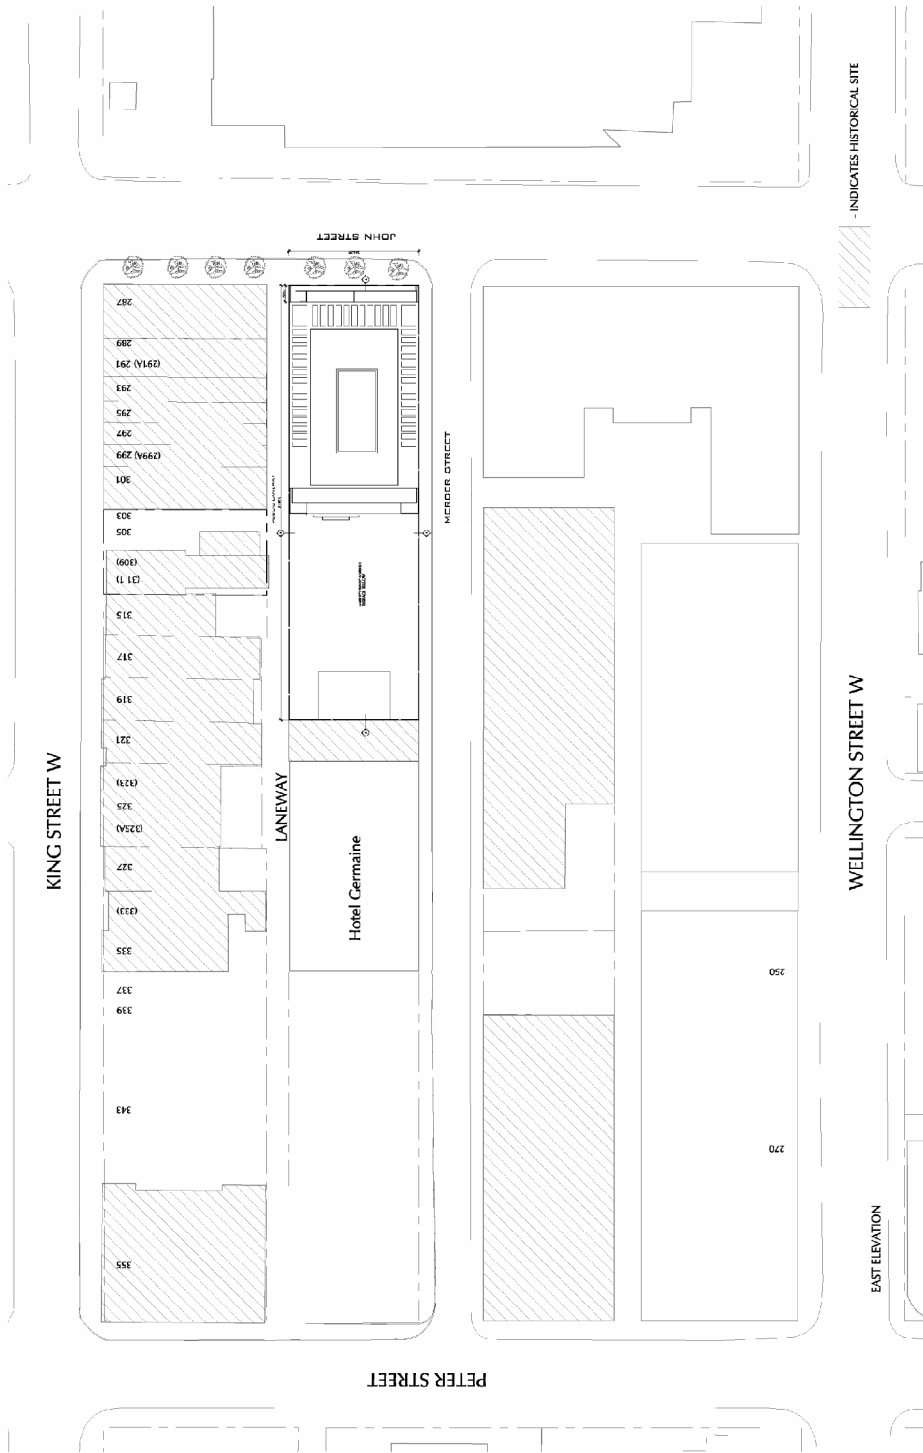 - INDICATES HISTORICAL SITE
JOHN STREET
287
289
291 (291A)
293
295
297
299 (299A)
301
303
305
(309)
(311)
315
317
319
321
(323)
325
(325A)
327
(333)
335
337
339
343
355
KING STREET W
LANEWAY
Hotel Germaine
MERCER STREET
WELLINGTON STREET W
250
270
EAST ELEVATION
PETER STREET